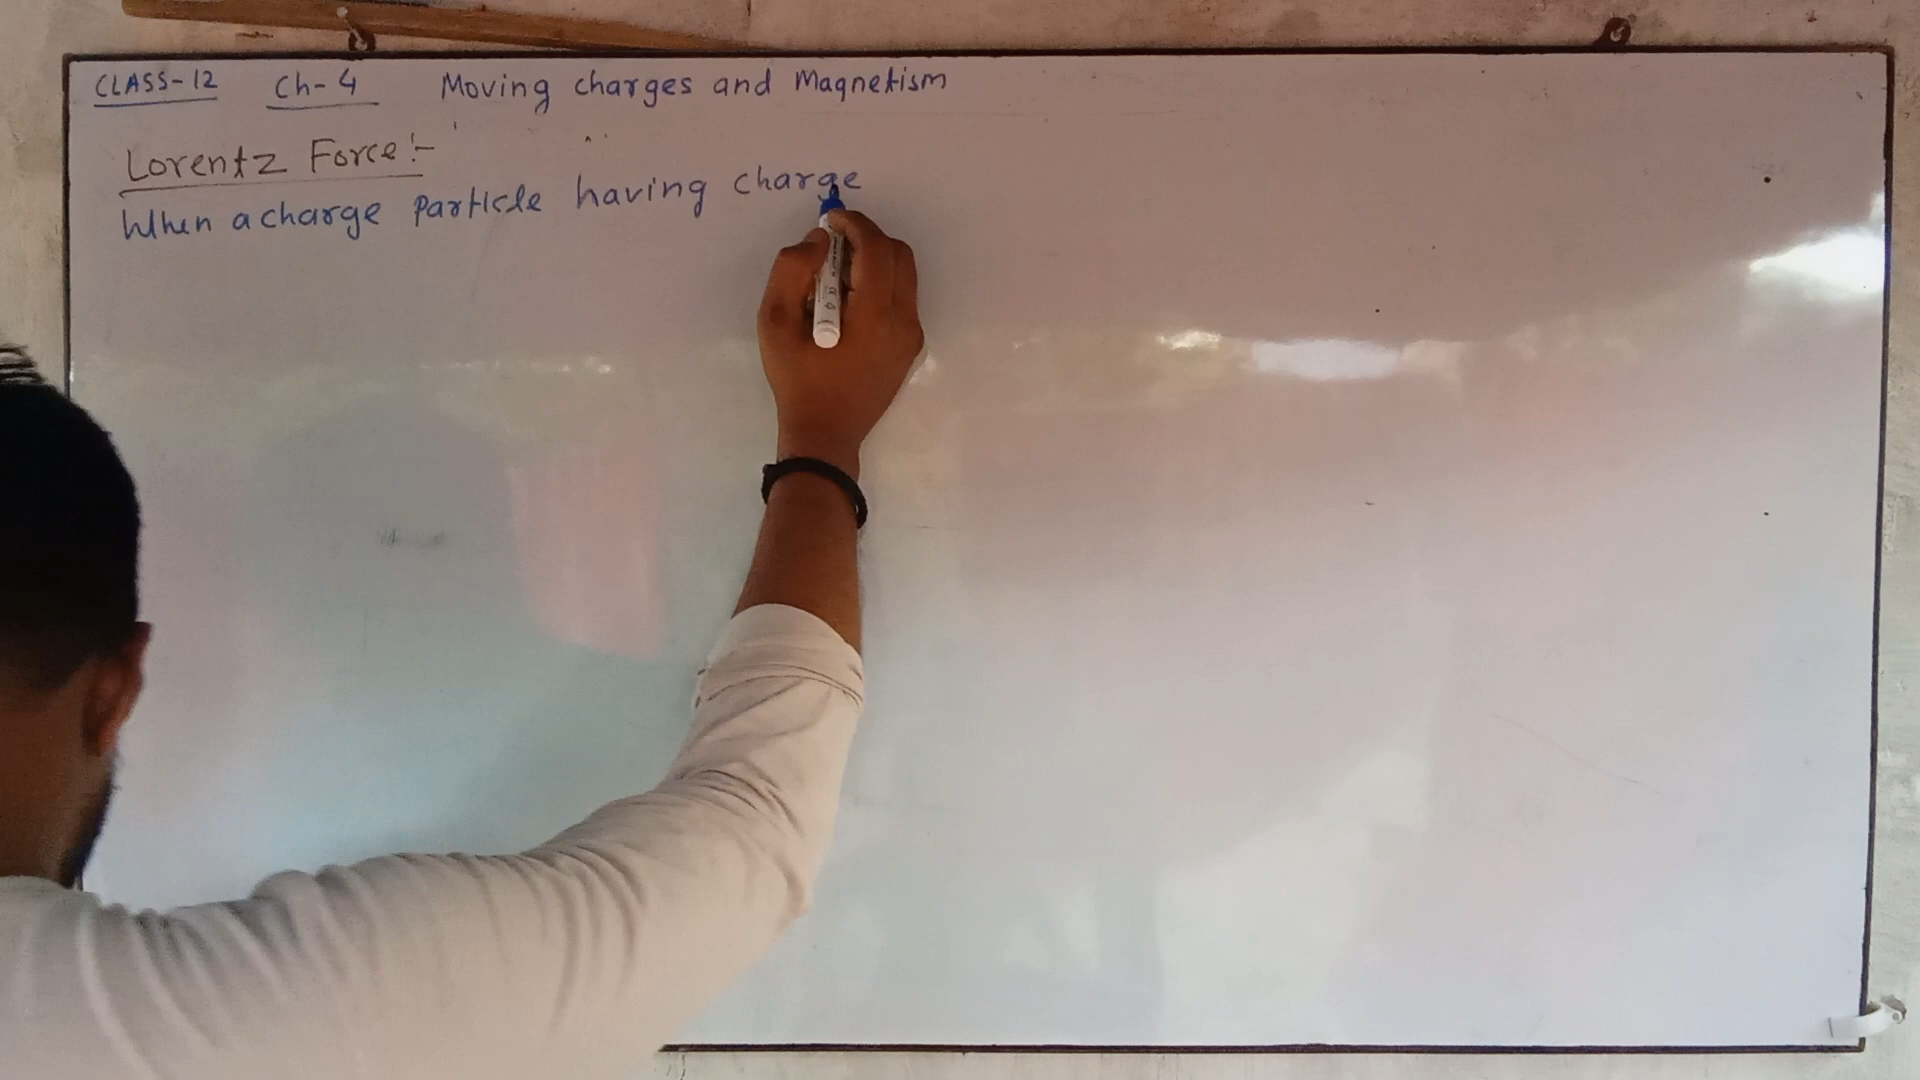 CLASS-12 Ch-4 Moving charges and Magnetism
Lorentz Force:-
When a charge particle having charge